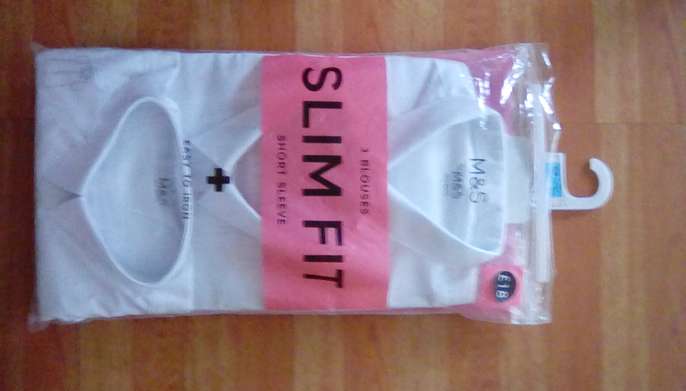 M&S
M&S
3 BLOUSES
SLIM FIT
SHORT SLEEVE
£18
EASY TO IRON
M&S